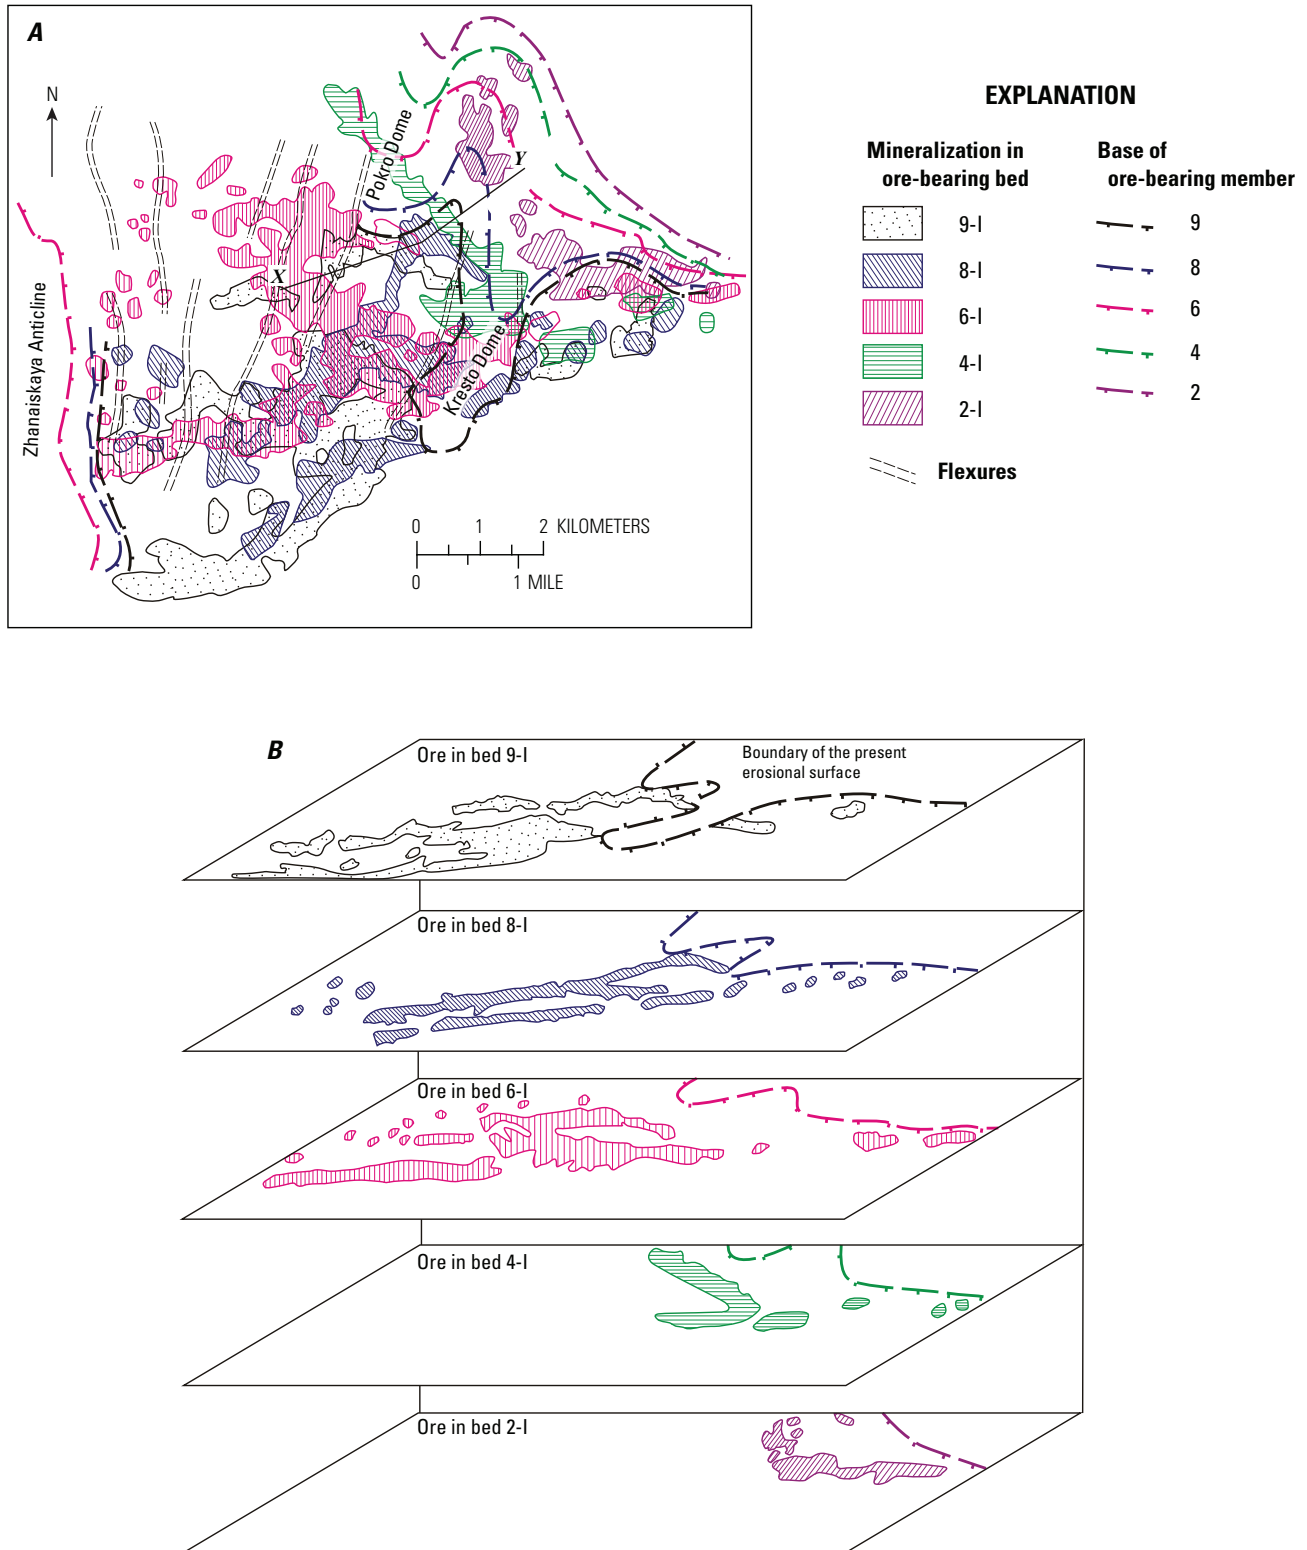 A
N
Pokro Dome
Y
X
Kresto Dome
Zhanaiskaya Anticline
0 1 2 KILOMETERS
0 1 MILE
EXPLANATION
Mineralization in
ore-bearing bed
9-I
8-I
6-I
4-I
2-I
Flexures
Base of
ore-bearing member
9
8
6
4
2
B
Ore in bed 9-I
Boundary of the present
erosional surface
Ore in bed 8-I
Ore in bed 6-I
Ore in bed 4-I
Ore in bed 2-I